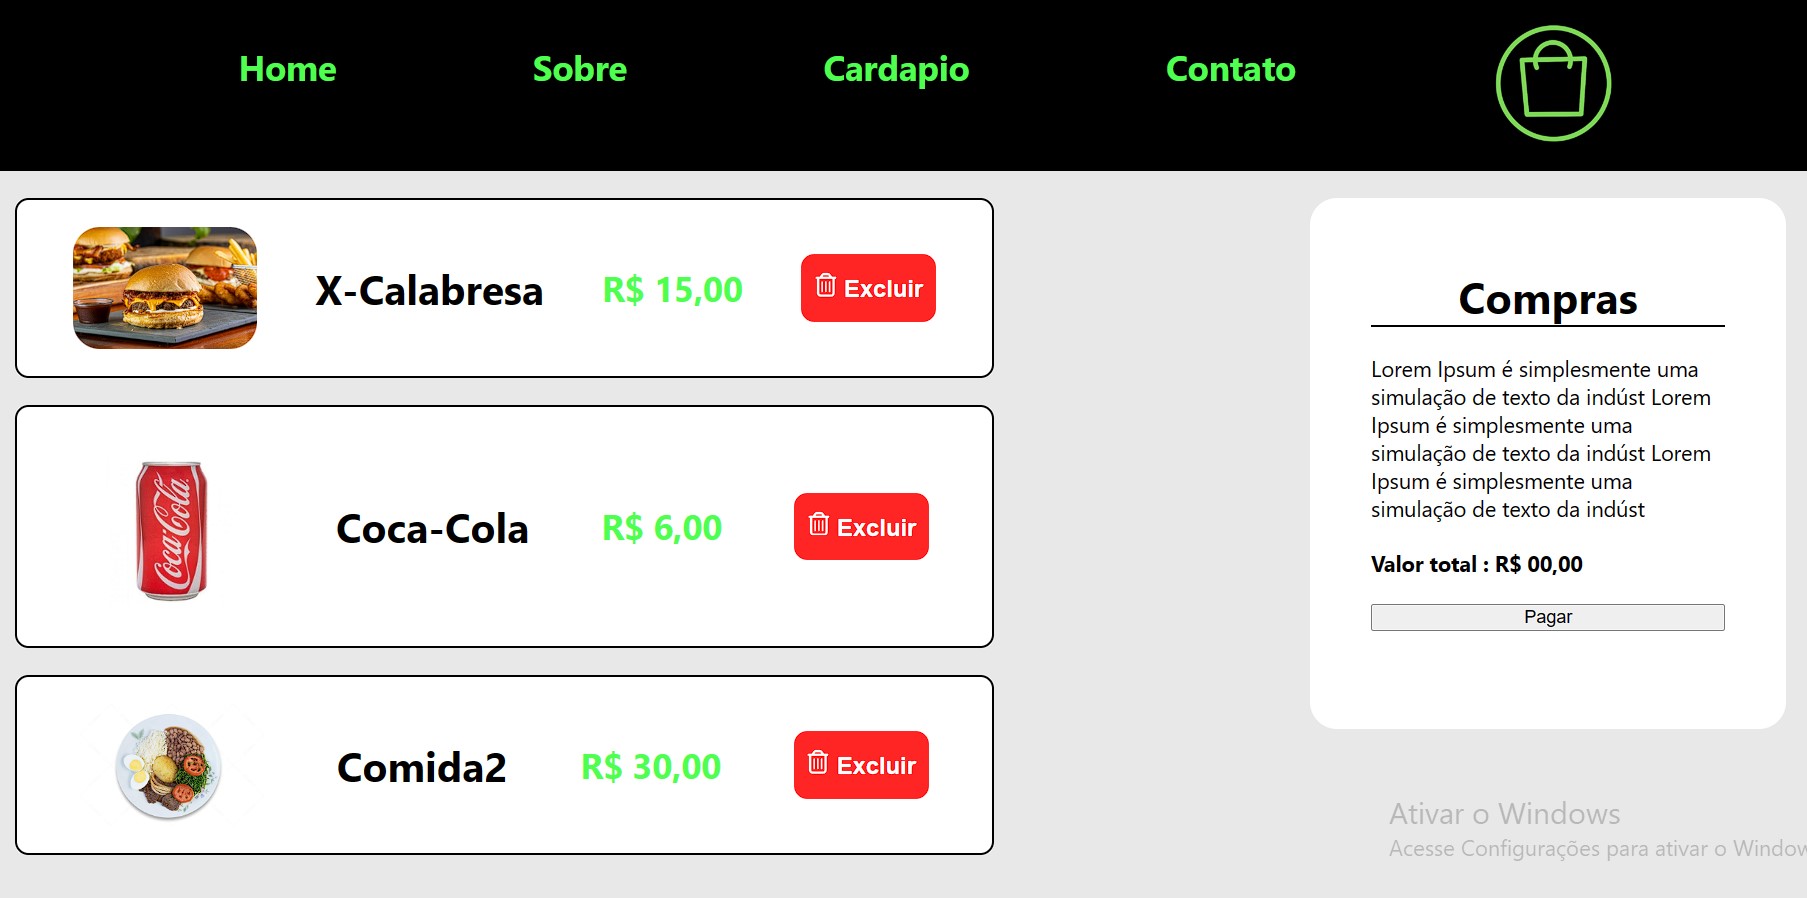 Home Sobre Cardapio Contato
X-Calabresa R$ 15,00 Excluir
Coca-Cola
Coca-Cola R$ 6,00 Excluir
Comida2 R$ 30,00 Excluir
Compras
Lorem Ipsum é simplesmente uma
simulação de texto da indúst Lorem
Ipsum é simplesmente uma
simulação de texto da indúst Lorem
Ipsum é simplesmente uma
simulação de texto da indúst
Valor total : R$ 00,00
Pagar
Ativar o Windows
Acesse Configurações para ativar o Window